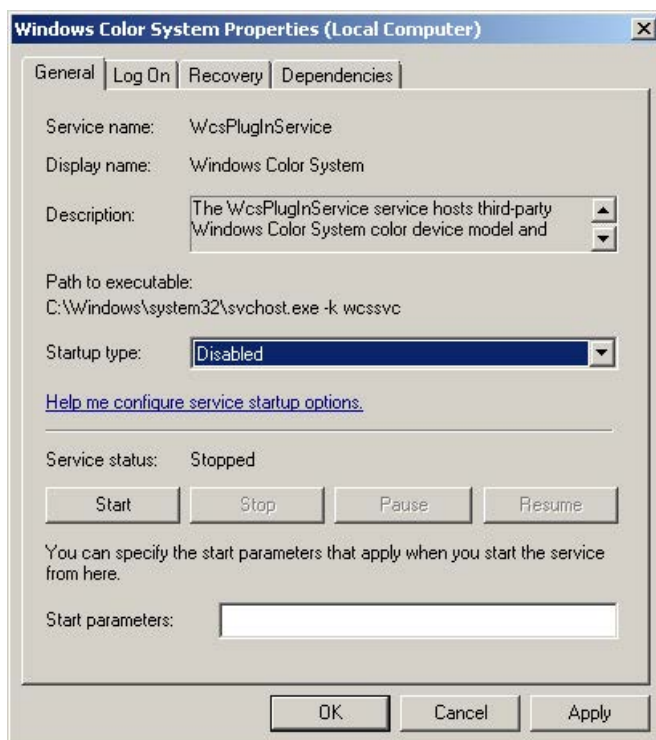 Windows Color System Properties (Local Computer)
General Log On Recovery Dependencies
Service name: WcsPlugInService
Display name: Windows Color System
Description: The WcsPlugInService service hosts third-party
Windows Color System color device model and
Path to executable:
C:\Windows\system32\svchost.exe -k wcssvc
Startup type: Disabled
Help me configure service startup options.
Service status: Stopped
Start Stop Pause Resume
You can specify the start parameters that apply when you start the service
from here.
Start parameters:
OK Cancel Apply